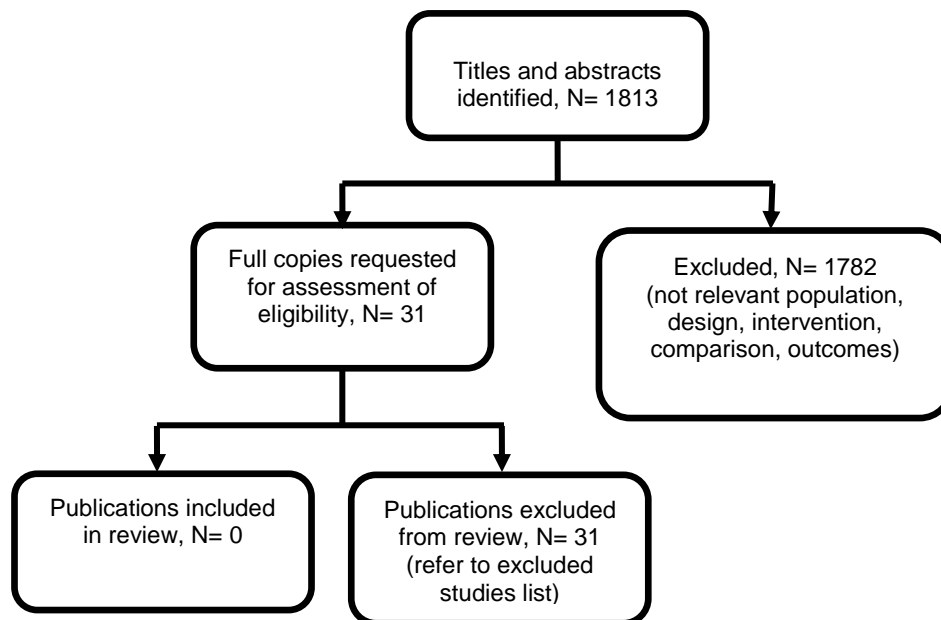 Titles and abstracts
identified, N= 1813
Full copies requested
for assessment of
eligibility, N= 31
Excluded, N= 1782
(not relevant population,
design, intervention,
comparison, outcomes)
Publications included
in review, N= 0
Publications excluded
from review, N= 31
(refer to excluded
studies list)